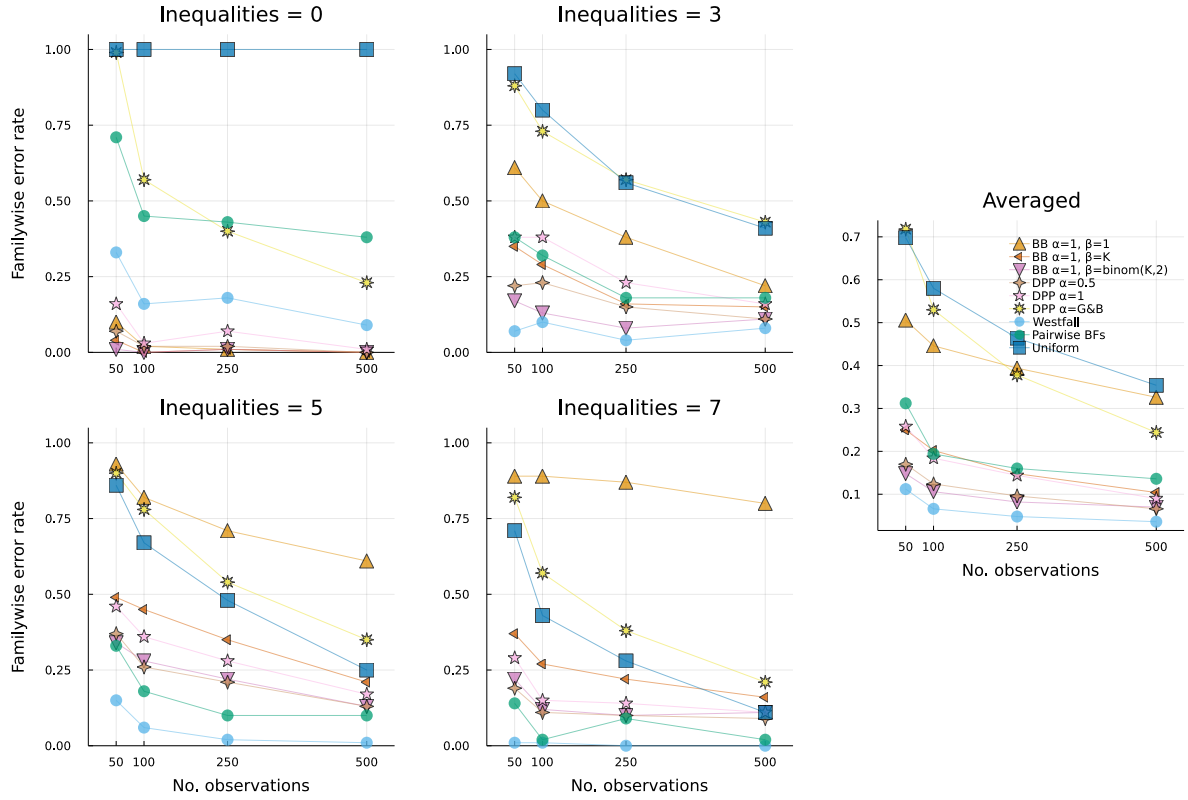 Inequalities = 0
1.00
0.75
0.50
0.25
0.00
50 100 250 500
Familywise error rate
Inequalities = 3
1.00
0.75
0.50
0.25
0.00
50 100 250 500
Inequalities = 5
1.00
0.75
0.50
0.25
0.00
50 100 250 500
Familywise error rate
No. observations
Inequalities = 7
1.00
0.75
0.50
0.25
0.00
50 100 250 500
No. observations
Averaged
0.7
0.6
0.5
0.4
0.3
0.2
0.1
50 100 250 500
No. observations
BB α=1, β=1
BB α=1, β=K
BB α=1, β=binom(K,2)
DPP α=0.5
DPP α=1
DPP α=G&B
Westfall
Pairwise BFs
Uniform